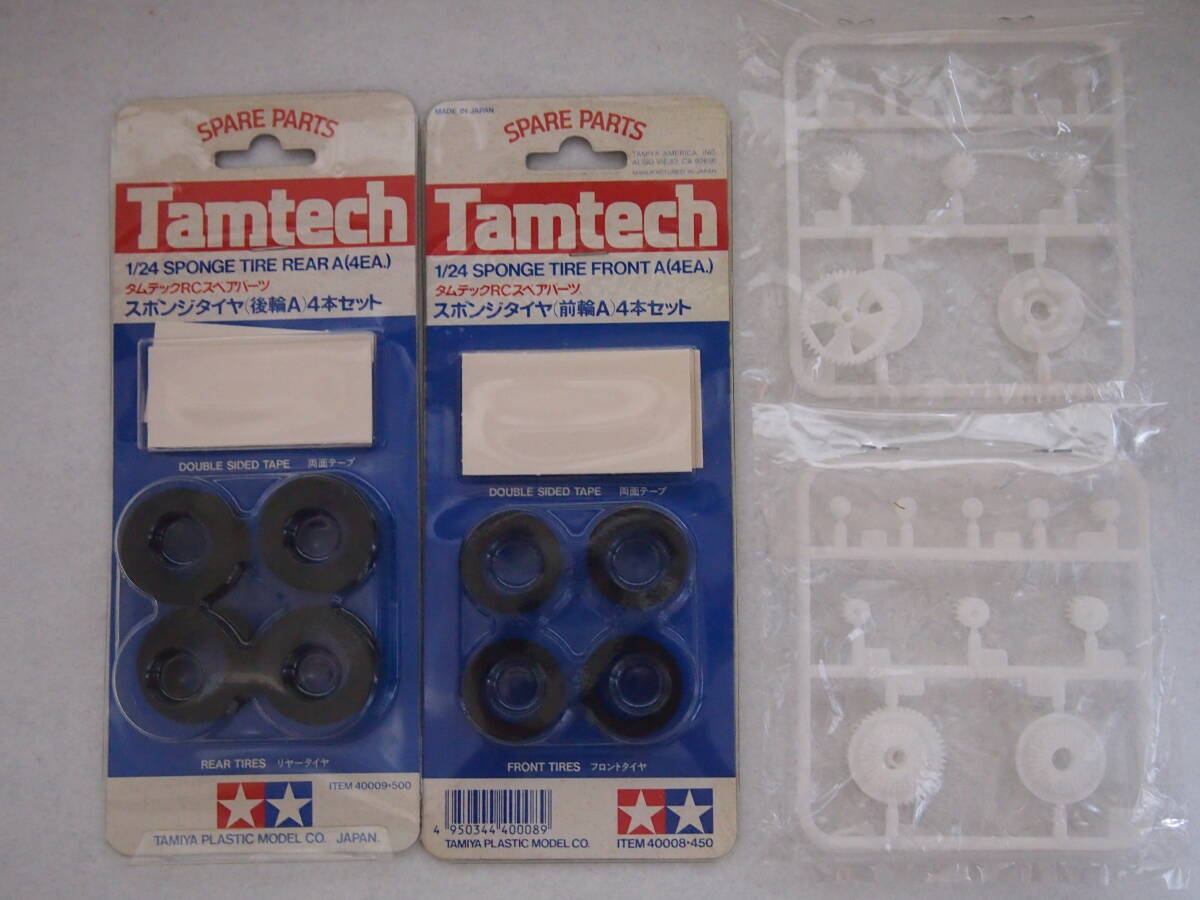 SPARE PARTS
Tamtech
1/24 SPONGE TIRE REAR A(4EA.)
タムテックRCスペアパーツ
スポンジタイヤ(後輪A)4本セット
DOUBLE SIDED TAPE 両面テープ
REAR TIRES リヤータイヤ
ITEM 40009•500
TAMIYA PLASTIC MODEL CO. JAPAN.
MADE IN JAPAN
SPARE PARTS
TAMIYA AMERICA, INC.
ALISO VIEJO, CA 92656
MANUFACTURED IN JAPAN
Tamtech
1/24 SPONGE TIRE FRONT A(4EA.)
タムテックRCスペアパーツ
スポンジタイヤ(前輪A)4本セット
DOUBLE SIDED TAPE 両面テープ
FRONT TIRES フロントタイヤ
4 950344 400089
TAMIYA PLASTIC MODEL CO.
ITEM 40008•450